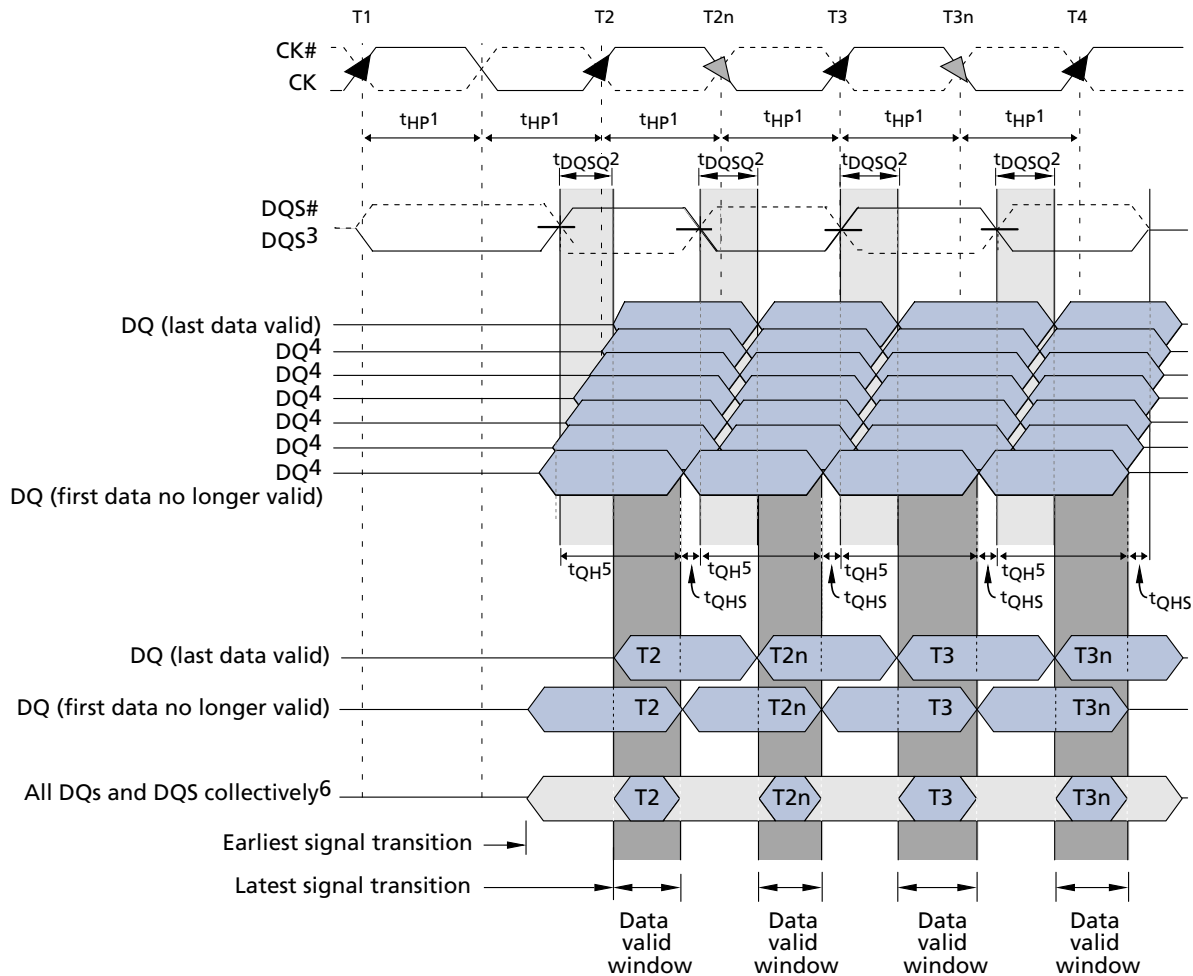 T1 T2 T2n T3 T3n T4
CK#
CK
tHP1 tHP1 tHP1 tHP1 tHP1 tHP1
tDQSQ2 tDQSQ2 tDQSQ2 tDQSQ2
DQS#
DQS3
DQ (last data valid)
DQ4
DQ4
DQ4
DQ4
DQ4
DQ4
DQ (first data no longer valid)
tQH5 tQH5 tQH5 tQH5
tQHS tQHS tQHS tQHS
DQ (last data valid) T2 T2n T3 T3n
DQ (first data no longer valid) T2 T2n T3 T3n
All DQs and DQS collectively6 T2 T2n T3 T3n
Earliest signal transition
Latest signal transition
Data valid window
Data valid window
Data valid window
Data valid window